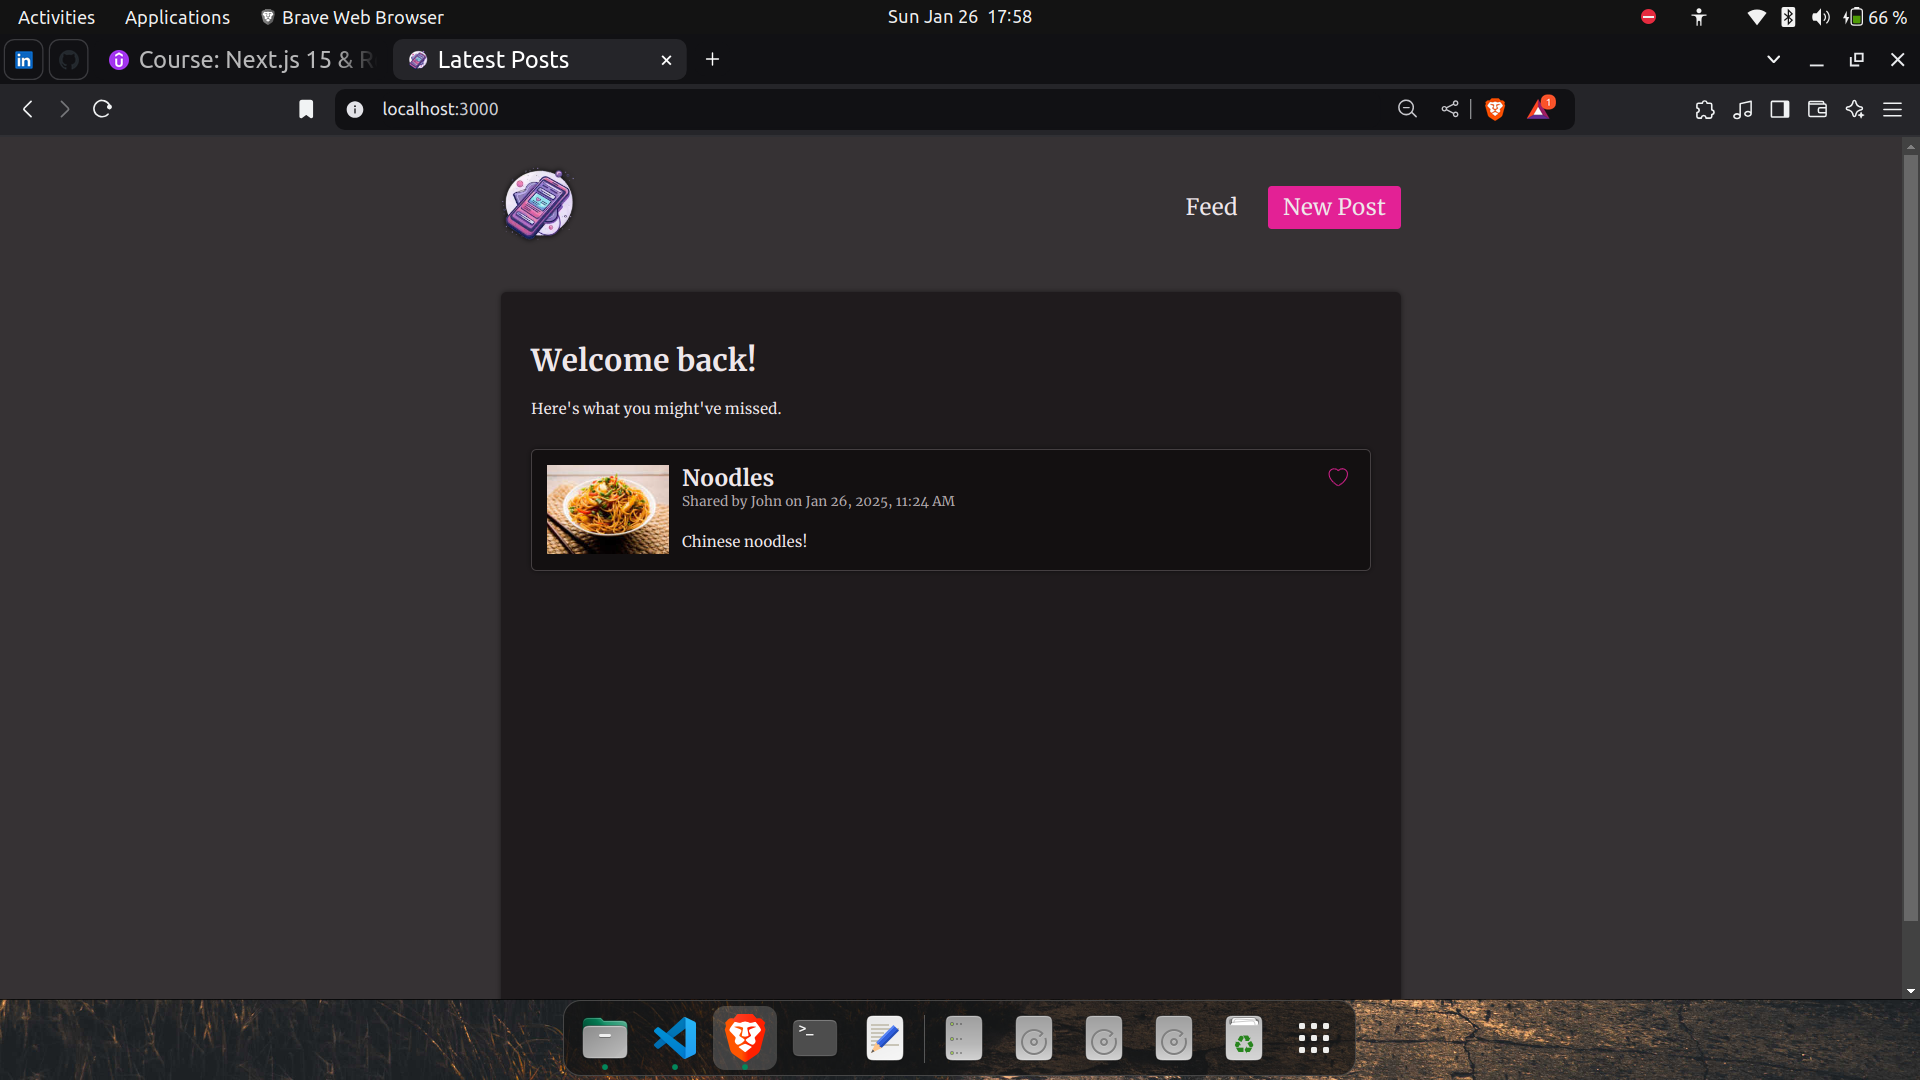 Activities Applications Brave Web Browser Sun Jan 26 17:58 66 %
in Course: Next.js 15 & R Latest Posts
localhost:3000 1
Feed New Post
Welcome back!
Here's what you might've missed.
Noodles
Shared by John on Jan 26, 2025, 11:24 AM
Chinese noodles!
>_